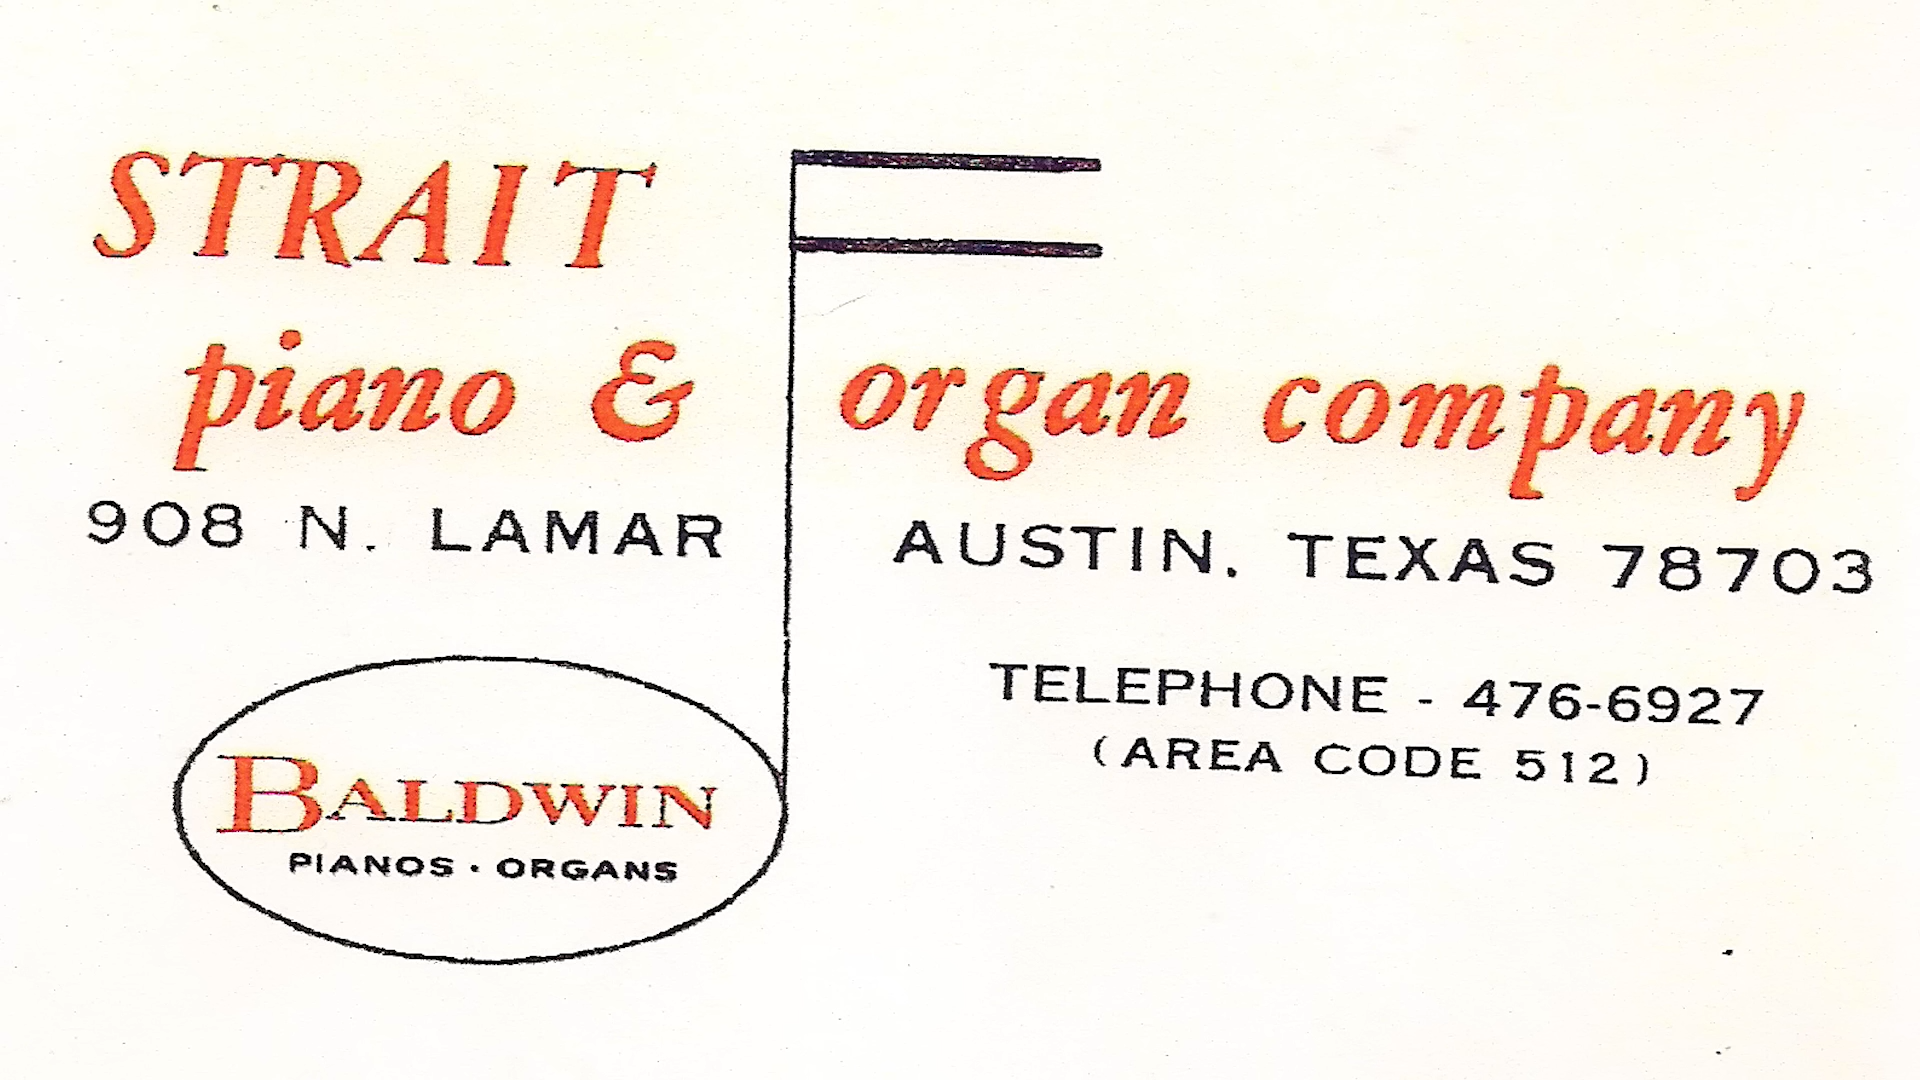 STRAIT
piano & organ company
908 N. LAMAR AUSTIN, TEXAS 78703
TELEPHONE - 476-6927
(AREA CODE 512)
BALDWIN
PIANOS · ORGANS